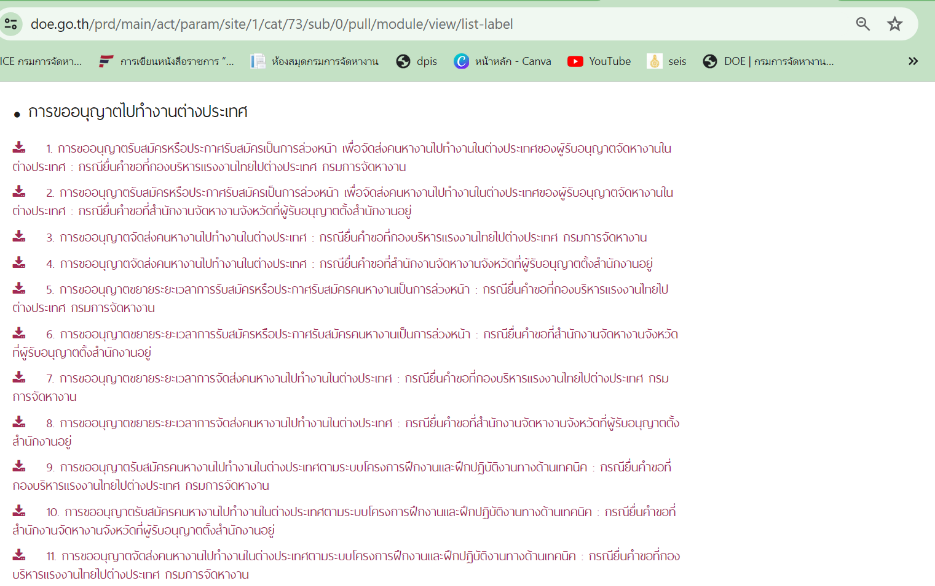 doe.go.th/prd/main/act/param/site/1/cat/73/sub/0/pull/module/view/list-label
ICE กรมการจัดหา... การเขียนหนังสือราชการ "... ห้องสมุดกรมการจัดหางาน dpis หน้าหลัก - Canva YouTube seis DOE | กรมการจัดหางาน... »
• การขออนุญาตไปทำงานต่างประเทศ
1. การขออนุญาตรับสมัครหรือประกาศรับสมัครเป็นการล่วงหน้า เพื่อจัดส่งคนหางานไปทำงานในต่างประเทศของผู้รับอนุญาตจัดหางานใน
ต่างประเทศ : กรณียื่นคำขอที่กองบริหารแรงงานไทยไปต่างประเทศ กรมการจัดหางาน
2. การขออนุญาตรับสมัครหรือประกาศรับสมัครเป็นการล่วงหน้า เพื่อจัดส่งคนหางานไปทำงานในต่างประเทศของผู้รับอนุญาตจัดหางานใน
ต่างประเทศ : กรณียื่นคำขอที่สำนักงานจัดหางานจังหวัดที่ผู้รับอนุญาตตั้งสำนักงานอยู่
3. การขออนุญาตจัดส่งคนหางานไปทำงานในต่างประเทศ : กรณียื่นคำขอที่กองบริหารแรงงานไทยไปต่างประเทศ กรมการจัดหางาน
4. การขออนุญาตจัดส่งคนหางานไปทำงานในต่างประเทศ : กรณียื่นคำขอที่สำนักงานจัดหางานจังหวัดที่ผู้รับอนุญาตตั้งสำนักงานอยู่
5. การขออนุญาตขยายระยะเวลาการรับสมัครหรือประกาศรับสมัครคนหางานเป็นการล่วงหน้า : กรณียื่นคำขอที่กองบริหารแรงงานไทยไป
ต่างประเทศ กรมการจัดหางาน
6. การขออนุญาตขยายระยะเวลาการรับสมัครหรือประกาศรับสมัครคนหางานเป็นการล่วงหน้า : กรณียื่นคำขอที่สำนักงานจัดหางานจังหวัด
ที่ผู้รับอนุญาตตั้งสำนักงานอยู่
7. การขออนุญาตขยายระยะเวลาการจัดส่งคนหางานไปทำงานในต่างประเทศ : กรณียื่นคำขอที่กองบริหารแรงงานไทยไปต่างประเทศ กรม
การจัดหางาน
8. การขออนุญาตขยายระยะเวลาการจัดส่งคนหางานไปทำงานในต่างประเทศ : กรณียื่นคำขอที่สำนักงานจัดหางานจังหวัดที่ผู้รับอนุญาตตั้ง
สำนักงานอยู่
9. การขออนุญาตรับสมัครคนหางานไปทำงานในต่างประเทศตามระบบโครงการฝึกงานและฝึกปฏิบัติงานทางด้านเทคนิค : กรณียื่นคำขอที่
กองบริหารแรงงานไทยไปต่างประเทศ กรมการจัดหางาน
10. การขออนุญาตรับสมัครคนหางานไปทำงานในต่างประเทศตามระบบโครงการฝึกงานและฝึกปฏิบัติงานทางด้านเทคนิค : กรณียื่นคำขอที่
สำนักงานจัดหางานจังหวัดที่ผู้รับอนุญาตตั้งสำนักงานอยู่
11. การขออนุญาตจัดส่งคนหางานไปทำงานในต่างประเทศตามระบบโครงการฝึกงานและฝึกปฏิบัติงานทางด้านเทคนิค : กรณียื่นคำขอที่กอง
บริหารแรงงานไทยไปต่างประเทศ กรมการจัดหางาน